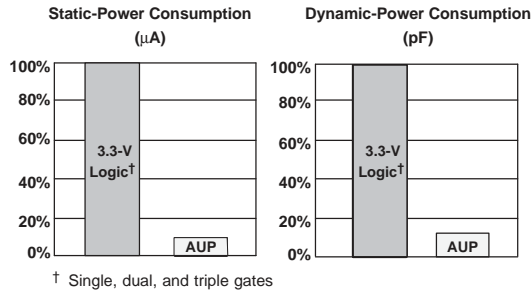 Static-Power Consumption
(μA)
100%
80%
60%
40%
20%
0%
3.3-V
Logic†
AUP
Dynamic-Power Consumption
(pF)
100%
80%
60%
40%
20%
0%
3.3-V
Logic†
AUP
† Single, dual, and triple gates